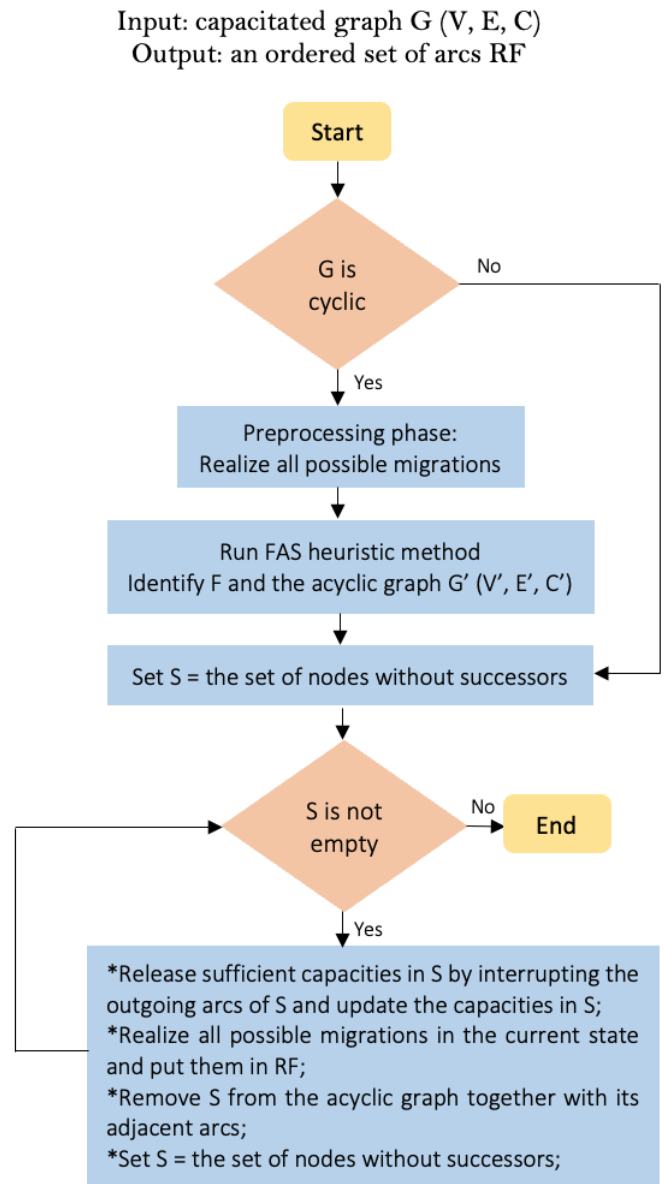 Input: capacitated graph G (V, E, C)
Output: an ordered set of arcs RF
Start
G is
cyclic
No
Yes
Preprocessing phase:
Realize all possible migrations
Run FAS heuristic method
Identify F and the acyclic graph G’ (V’, E’, C’)
Set S = the set of nodes without successors
S is not
empty
No
End
Yes
*Release sufficient capacities in S by interrupting the
outgoing arcs of S and update the capacities in S;
*Realize all possible migrations in the current state
and put them in RF;
*Remove S from the acyclic graph together with its
adjacent arcs;
*Set S = the set of nodes without successors;